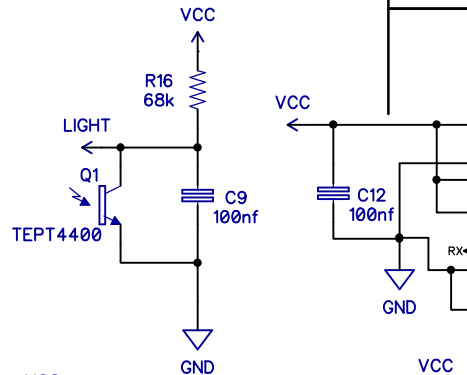 VCC
R16
68k
VCC
LIGHT
Q1
C9
100nf
C12
100nf
TEPT4400
RX
GND
GND
VCC